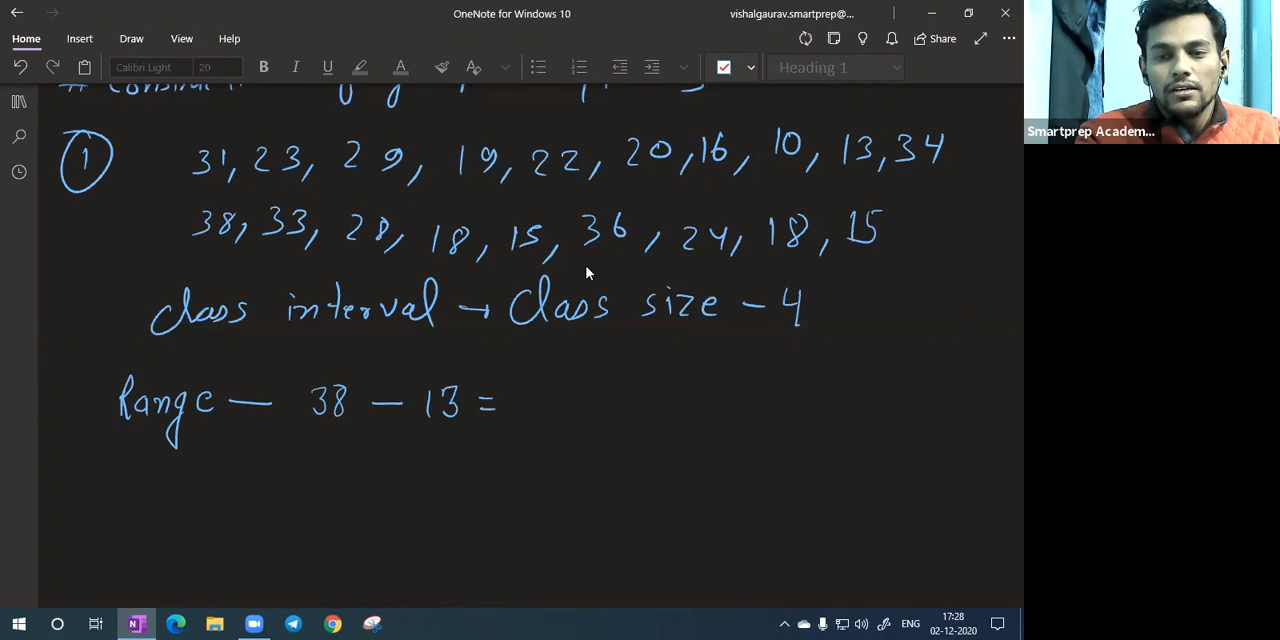 OneNote for Windows 10
vishalgaurav.smartprep@...
Home Insert Draw View Help
Share
Calibri Light 20 B I U A A Heading 1
1 31, 23, 29, 19, 22, 20, 16, 10, 13, 34
38, 33, 28, 18, 15, 36, 24, 18, 15
class interval → Class size - 4
Range — 38 — 13 =
Smartprep Academ...
ENG
17:28
02-12-2020